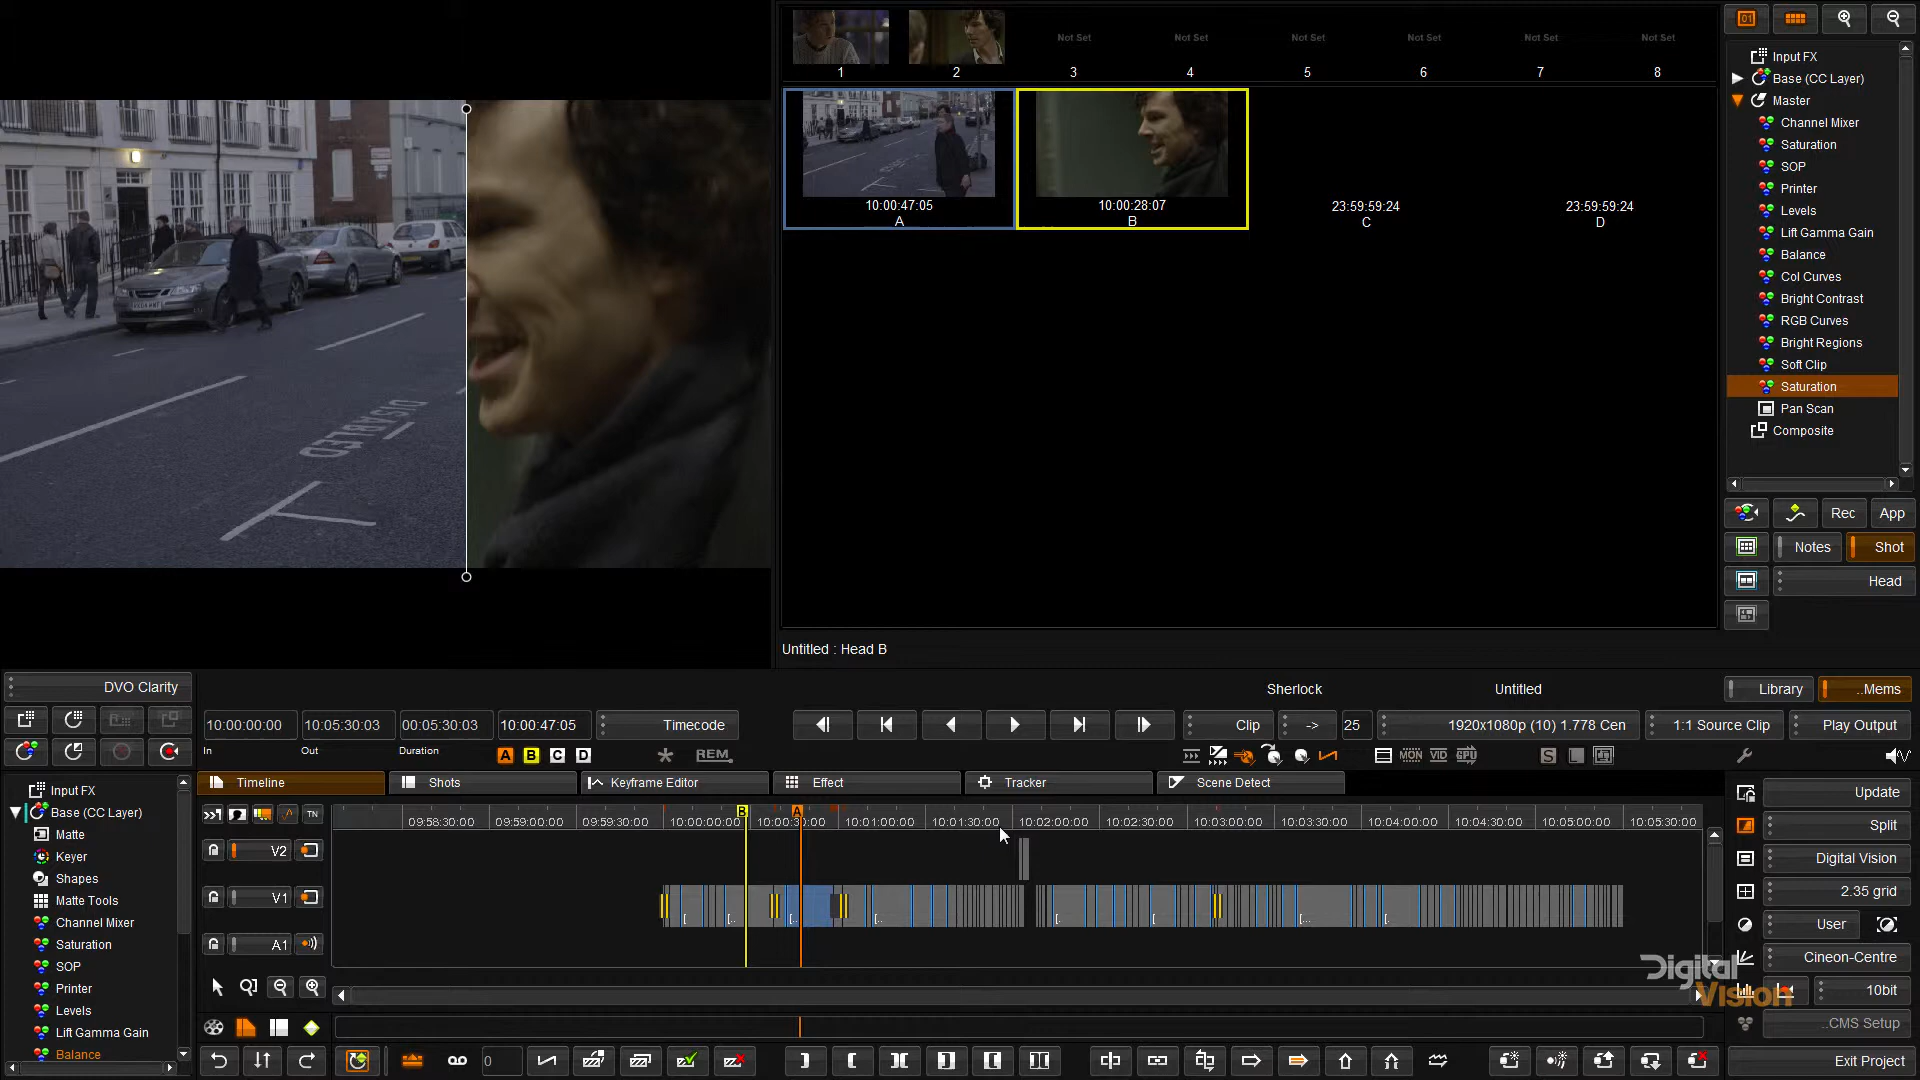 Not Set Not Set Not Set Not Set Not Set Not Set
1 2 3 4 5 6 7 8
10:00:47:05
A
10:00:28:07
B
23:59:59:24
C
23:59:59:24
D
DISABLED
Untitled : Head B
01
Input FX
Base (CC Layer)
Master
Channel Mixer
Saturation
SOP
Printer
Levels
Lift Gamma Gain
Balance
Col Curves
Bright Contrast
RGB Curves
Bright Regions
Soft Clip
Saturation
Pan Scan
Composite
Rec App
Notes Shot
Head
DVO Clarity
Sherlock Untitled
Library ..Mems
10:00:00:00 10:05:30:03 00:05:30:03 10:00:47:05 Timecode
In Out Duration A B C D REM
Clip -> 25 1920x1080p (10) 1.778 Cen 1:1 Source Clip Play Output
MON VID GPU S
Timeline Shots Keyframe Editor Effect Tracker Scene Detect
Input FX
Base (CC Layer)
Matte
Keyer
Shapes
Matte Tools
Channel Mixer
Saturation
SOP
Printer
Levels
Lift Gamma Gain
Balance
TN
B A
09:58:30:00 09:59:00:00 09:59:30:00 10:00:00:00 10:00:30:00 10:01:00:00 10:01:30:00 10:02:00:00 10:02:30:00 10:03:00:00 10:03:30:00 10:04:00:00 10:04:30:00 10:05:00:00 10:05:30:00
V2
V1
[ [.. [.. [.. [.. [ [... [..
A1
Update
Split
Digital Vision
2.35 grid
User
Cineon-Centre
10bit
..CMS Setup
Exit Project
Digital
Vision
0